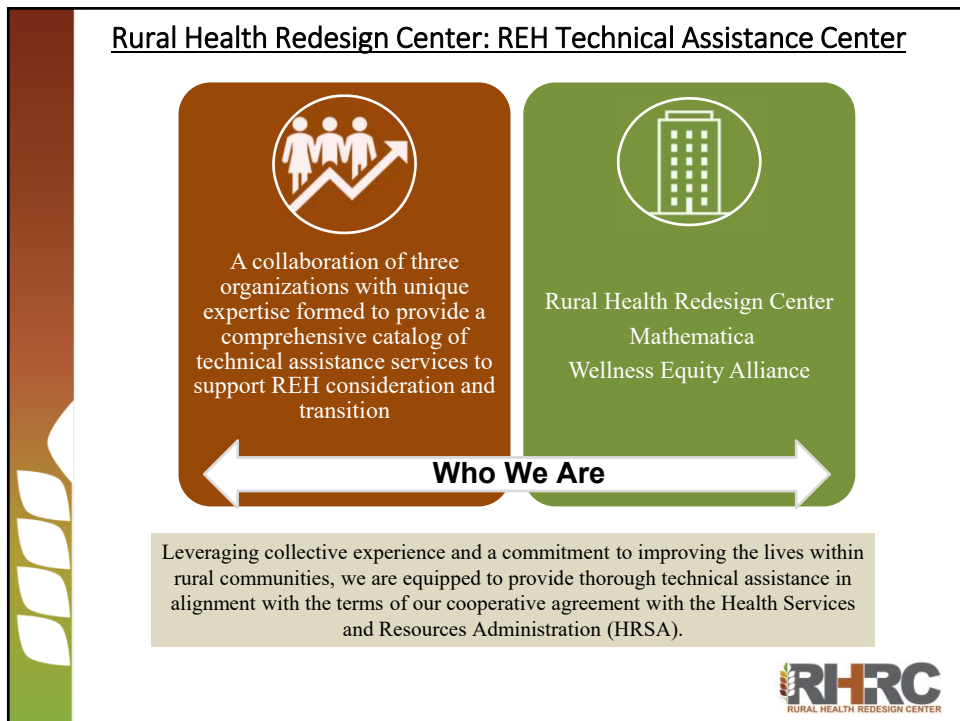 Rural Health Redesign Center: REH Technical Assistance Center
A collaboration of three
organizations with unique
expertise formed to provide a
comprehensive catalog of
technical assistance services to
support REH consideration and
transition
Rural Health Redesign Center
Mathematica
Wellness Equity Alliance
Who We Are
Leveraging collective experience and a commitment to improving the lives within
rural communities, we are equipped to provide thorough technical assistance in
alignment with the terms of our cooperative agreement with the Health Services
and Resources Administration (HRSA).
RHRC
RURAL HEALTH REDESIGN CENTER